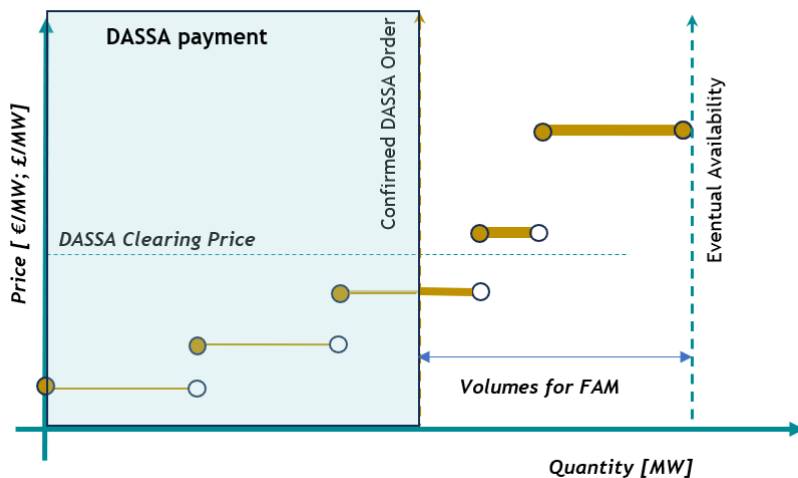 DASSA payment
Confirmed DASSA Order
Eventual Availability
Price [ €/MW; £/MW]
DASSA Clearing Price
Volumes for FAM
Quantity [MW]